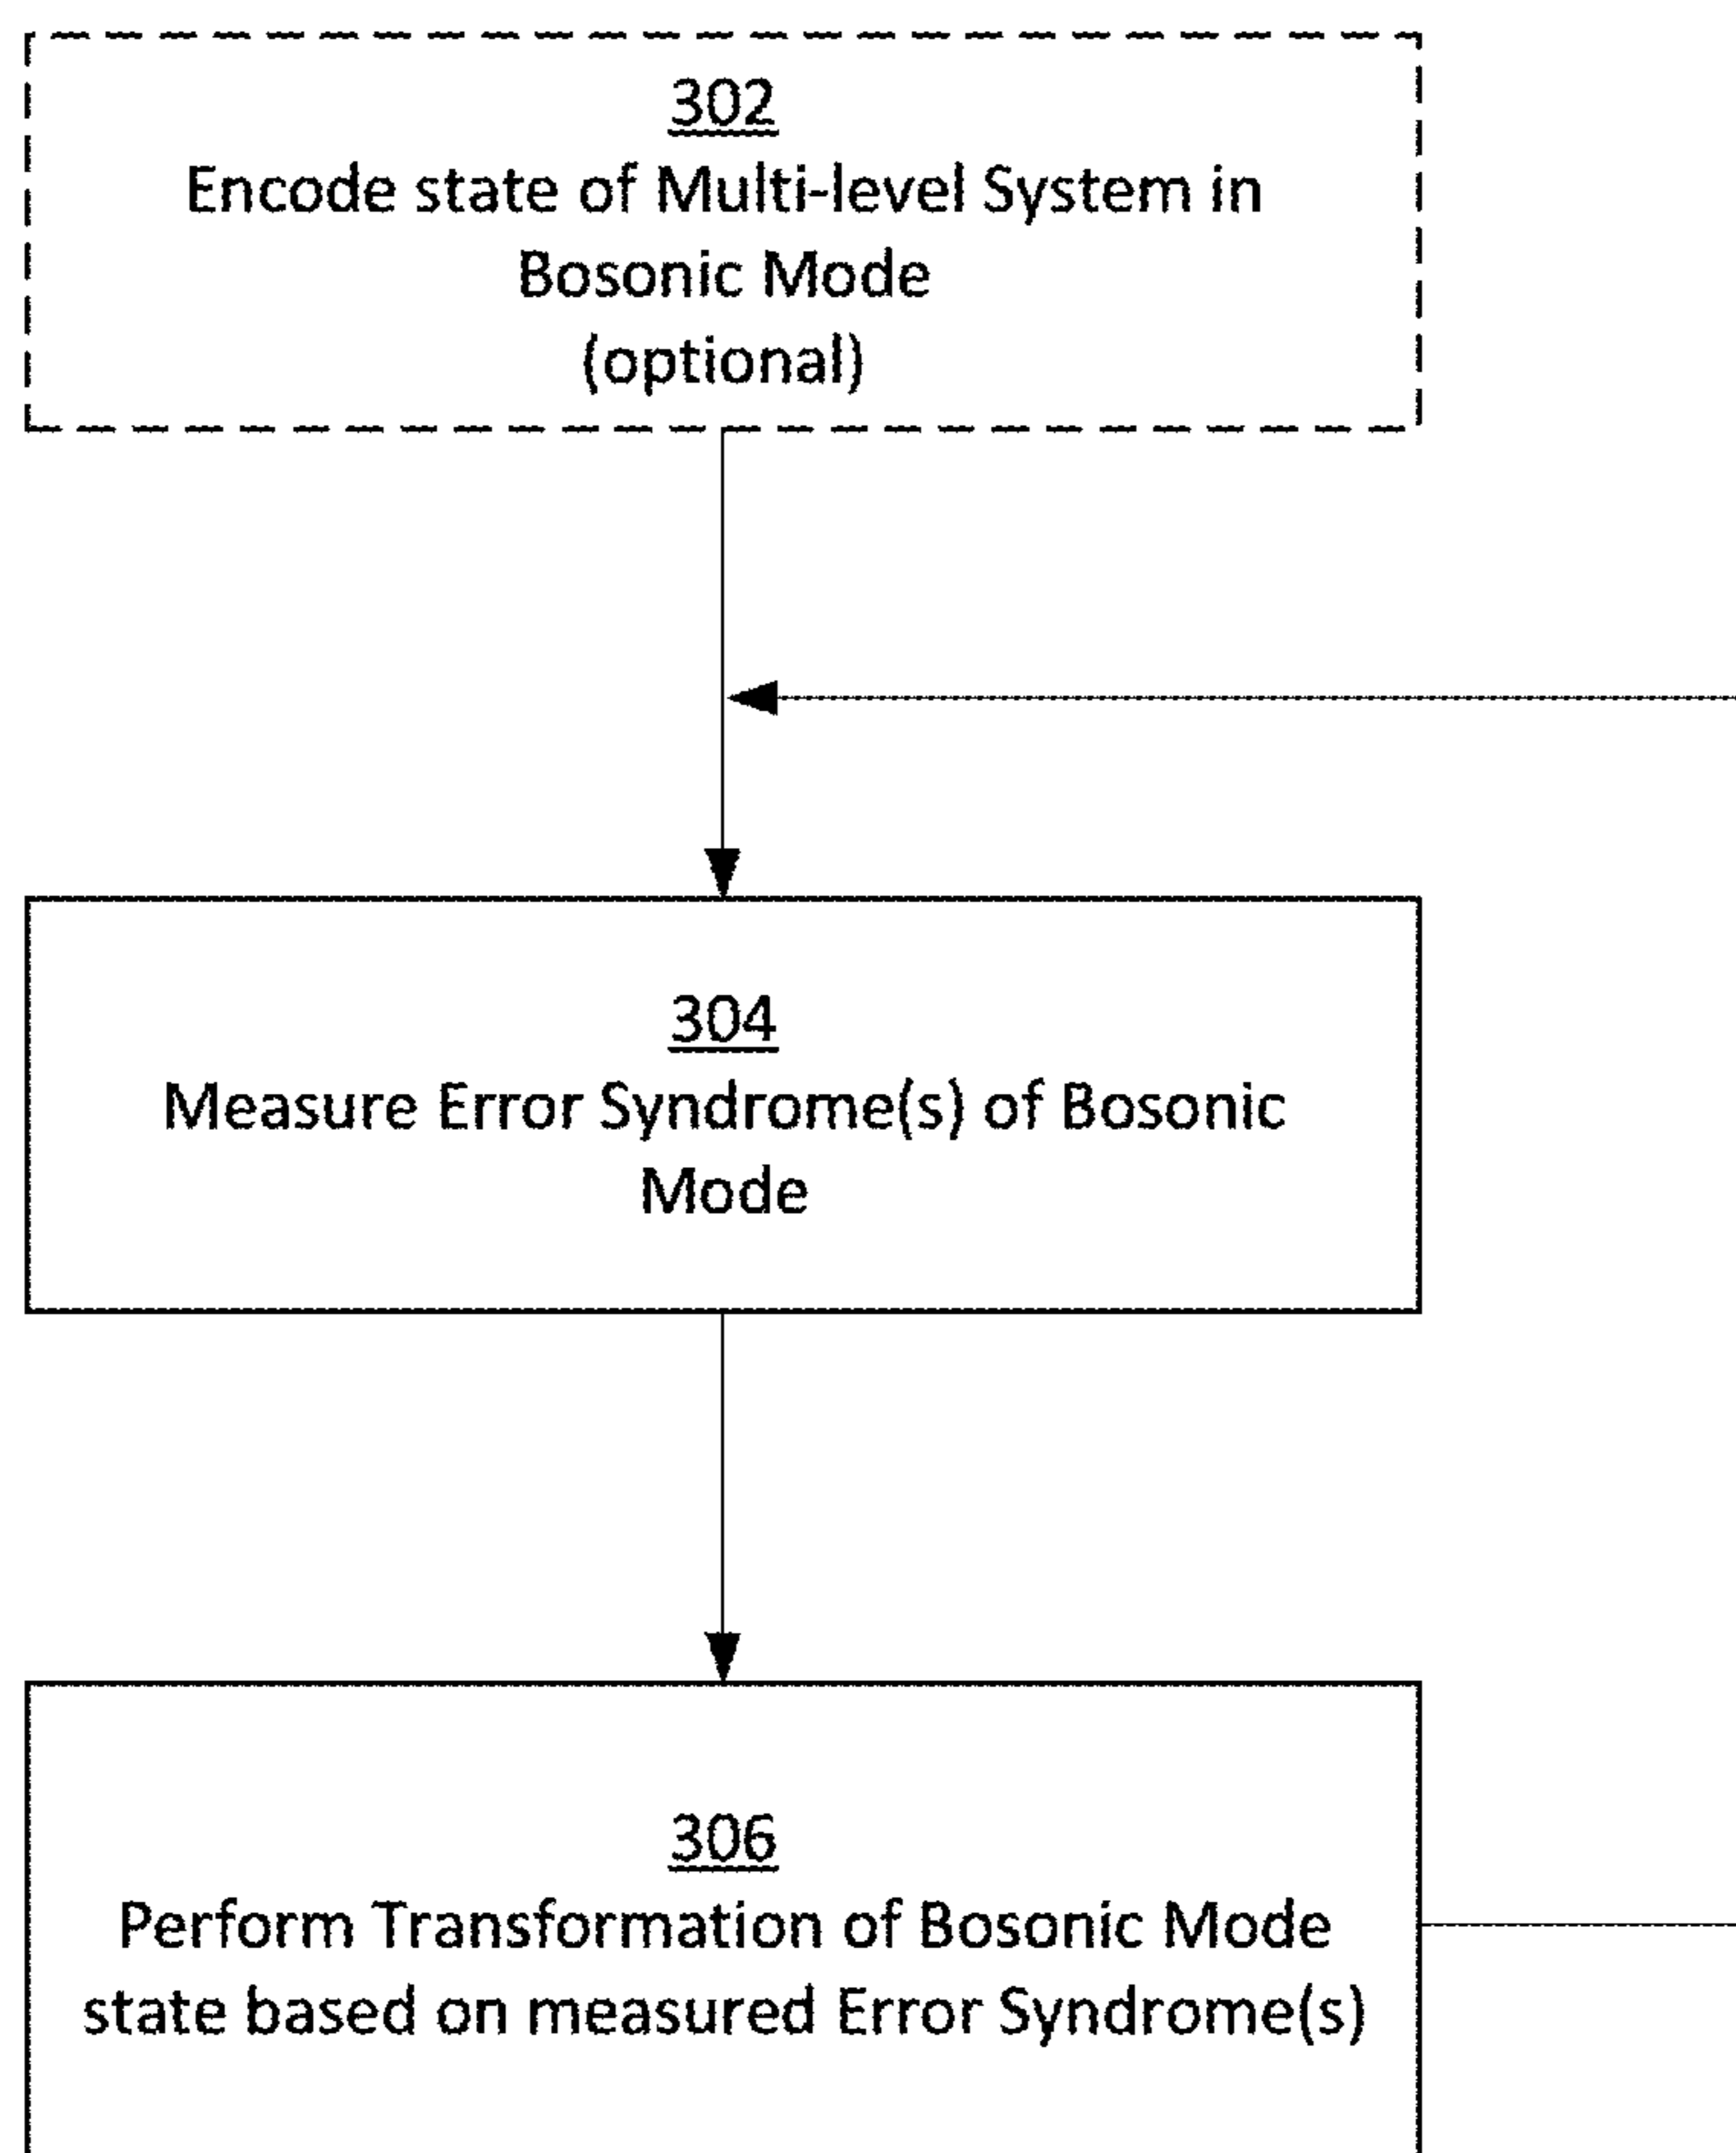 302
Encode state of Multi-level System in
Bosonic Mode
(optional)
304
Measure Error Syndrome(s) of Bosonic
Mode
306
Perform Transformation of Bosonic Mode
state based on measured Error Syndrome(s)